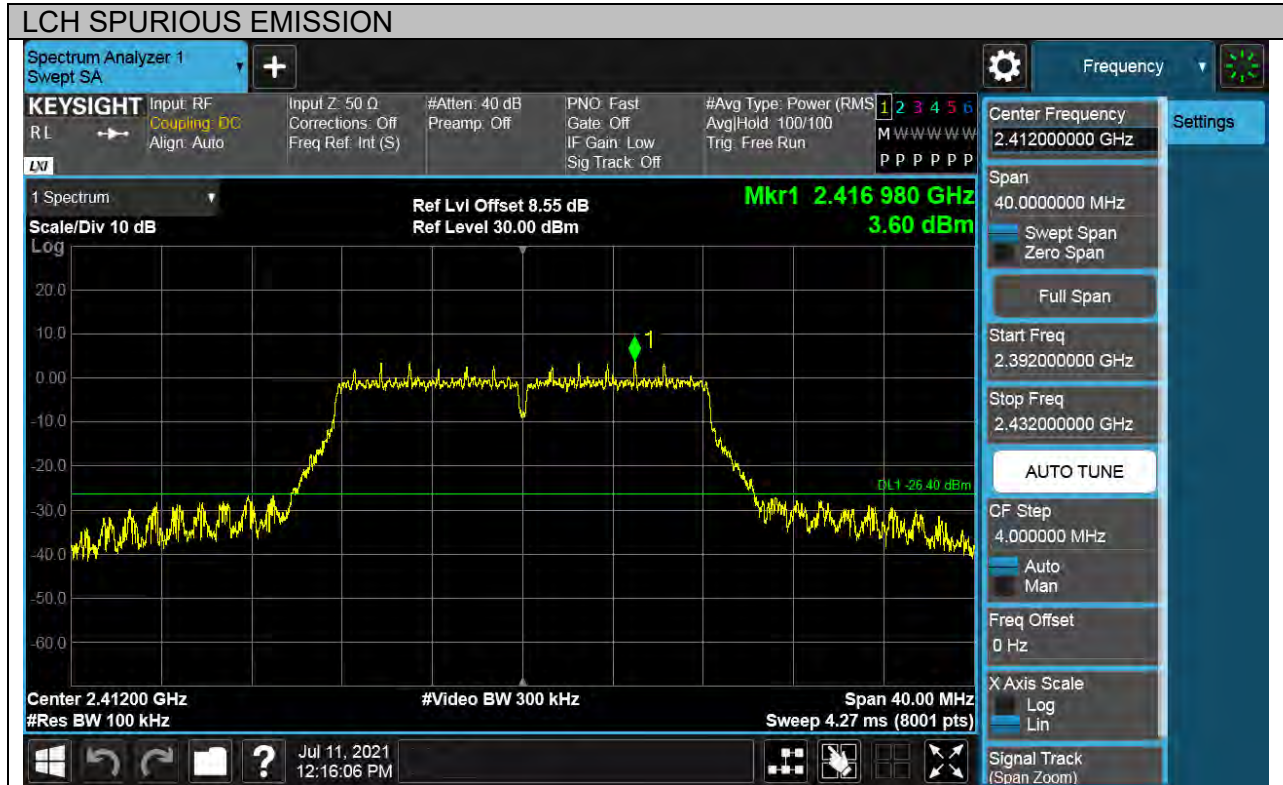 LCH SPURIOUS EMISSION
Spectrum Analyzer 1
Swept SA
Frequency
KEYSIGHT
RL
LXI
Input: RF
Coupling: DC
Align: Auto
Input Z: 50 Ω
Corrections: Off
Freq Ref: Int (S)
#Atten: 40 dB
Preamp: Off
PNO: Fast
Gate: Off
IF Gain: Low
Sig Track: Off
#Avg Type: Power (RMS
Avg|Hold: 100/100
Trig: Free Run
1 2 3 4 5 6
M W W W W W
P P P P P P
Center Frequency
2.412000000 GHz
Settings
Span
40.0000000 MHz
Swept Span
Zero Span
Full Span
Start Freq
2.392000000 GHz
Stop Freq
2.432000000 GHz
AUTO TUNE
CF Step
4.000000 MHz
Auto
Man
Freq Offset
0 Hz
X Axis Scale
Log
Lin
Signal Track
(Span Zoom)
1 Spectrum
Scale/Div 10 dB
Ref Lvl Offset 8.55 dB
Ref Level 30.00 dBm
Mkr1 2.416 980 GHz
3.60 dBm
Log
20.0
10.0
0.00
-10.0
-20.0
-30.0
-40.0
-50.0
-60.0
1
DL1 -26.40 dBm
Center 2.41200 GHz
#Res BW 100 kHz
#Video BW 300 kHz
Span 40.00 MHz
Sweep 4.27 ms (8001 pts)
?
Jul 11, 2021
12:16:06 PM